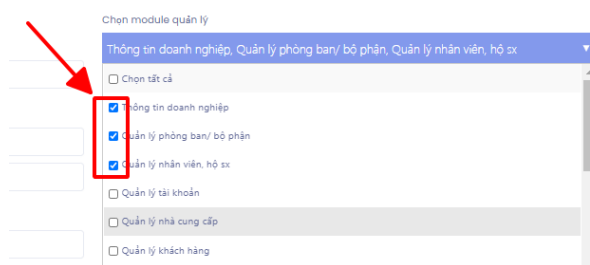 Chọn module quản lý
Thông tin doanh nghiệp, Quản lý phòng ban/ bộ phận, Quản lý nhân viên, hộ sx
Chọn tất cả
Thông tin doanh nghiệp
Quản lý phòng ban/ bộ phận
Quản lý nhân viên, hộ sx
Quản lý tài khoản
Quản lý nhà cung cấp
Quản lý khách hàng